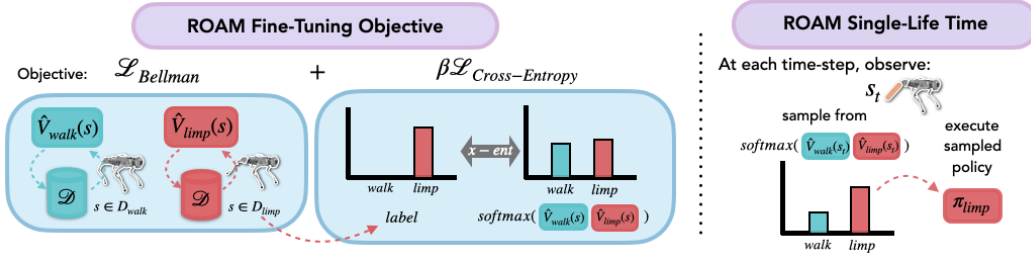 ROAM Fine-Tuning Objective
Objective: ℒ_Bellman + βℒ_Cross−Entropy
V̂_walk(s)
V̂_limp(s)
𝒟
s ∈ D_walk
𝒟
s ∈ D_limp
walk limp
label
x − ent
walk limp
softmax( V̂_walk(s) V̂_limp(s) )
ROAM Single-Life Time
At each time-step, observe:
s_t
sample from
softmax( V̂_walk(s_t) V̂_limp(s_t) )
walk limp
execute
sampled
policy
π_limp